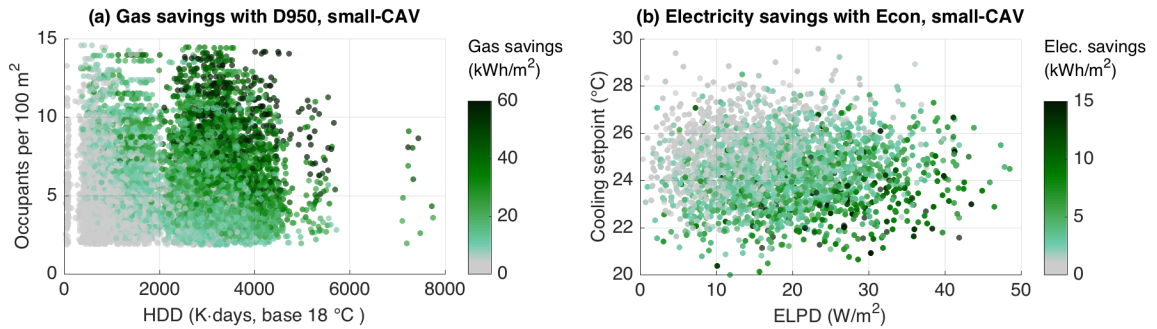 (a) Gas savings with D950, small-CAV
15
10
5
0
Occupants per 100 m²
0 2000 4000 6000 8000
HDD (K·days, base 18 °C )
Gas savings
(kWh/m²)
60
40
20
0
(b) Electricity savings with Econ, small-CAV
30
28
26
24
22
20
Cooling setpoint (°C)
0 10 20 30 40 50
ELPD (W/m²)
Elec. savings
(kWh/m²)
15
10
5
0